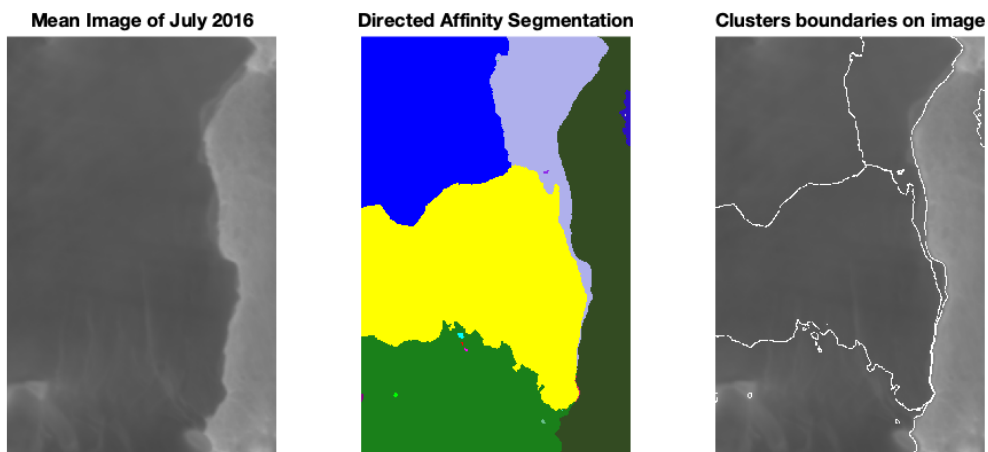 Mean Image of July 2016
Directed Affinity Segmentation
Clusters boundaries on image